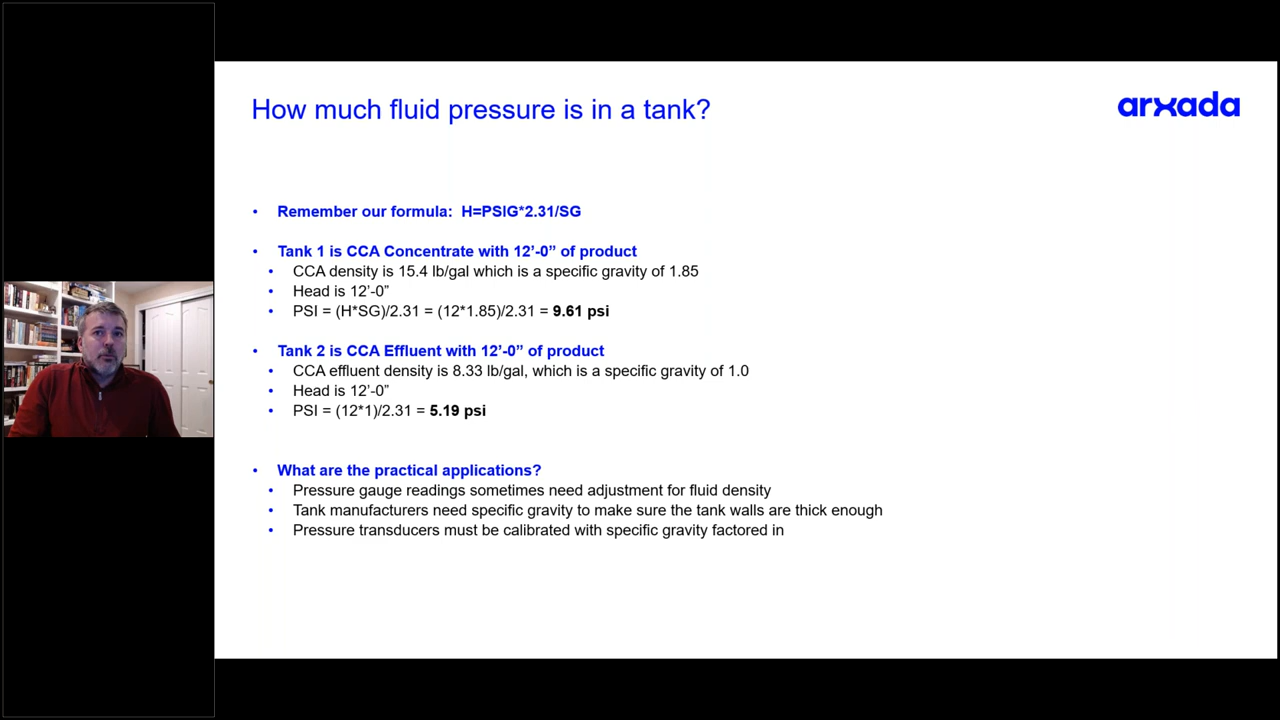 How much fluid pressure is in a tank?
arxada
• Remember our formula:  H=PSIG*2.31/SG
• Tank 1 is CCA Concentrate with 12’-0” of product
• CCA density is 15.4 lb/gal which is a specific gravity of 1.85
• Head is 12’-0”
• PSI = (H*SG)/2.31 = (12*1.85)/2.31 = 9.61 psi
• Tank 2 is CCA Effluent with 12’-0” of product
• CCA effluent density is 8.33 lb/gal, which is a specific gravity of 1.0
• Head is 12’-0”
• PSI = (12*1)/2.31 = 5.19 psi
• What are the practical applications?
• Pressure gauge readings sometimes need adjustment for fluid density
• Tank manufacturers need specific gravity to make sure the tank walls are thick enough
• Pressure transducers must be calibrated with specific gravity factored in